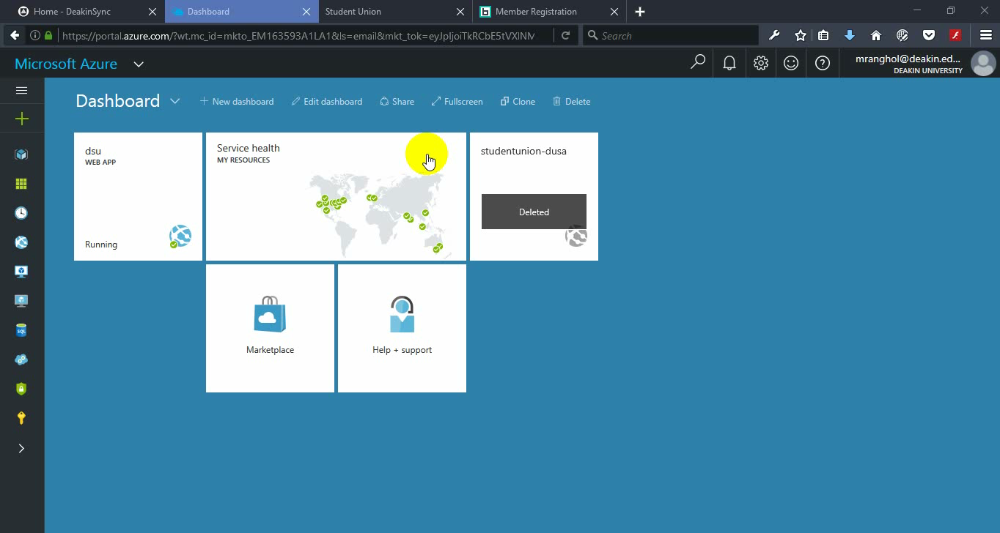 Home - DeakinSync
Dashboard
Student Union
Member Registration
https://portal.azure.com/?wt.mc_id=mkto_EM163593A1LA1&ls=email&mkt_tok=eyJpIjoiTkRCbE5tVXlNV
Search
Microsoft Azure
mranghol@deakin.ed...
DEAKIN UNIVERSITY
Dashboard
New dashboard
Edit dashboard
Share
Fullscreen
Clone
Delete
dsu
WEB APP
Running
Service health
MY RESOURCES
studentunion-dusa
Deleted
Marketplace
Help + support
SQL